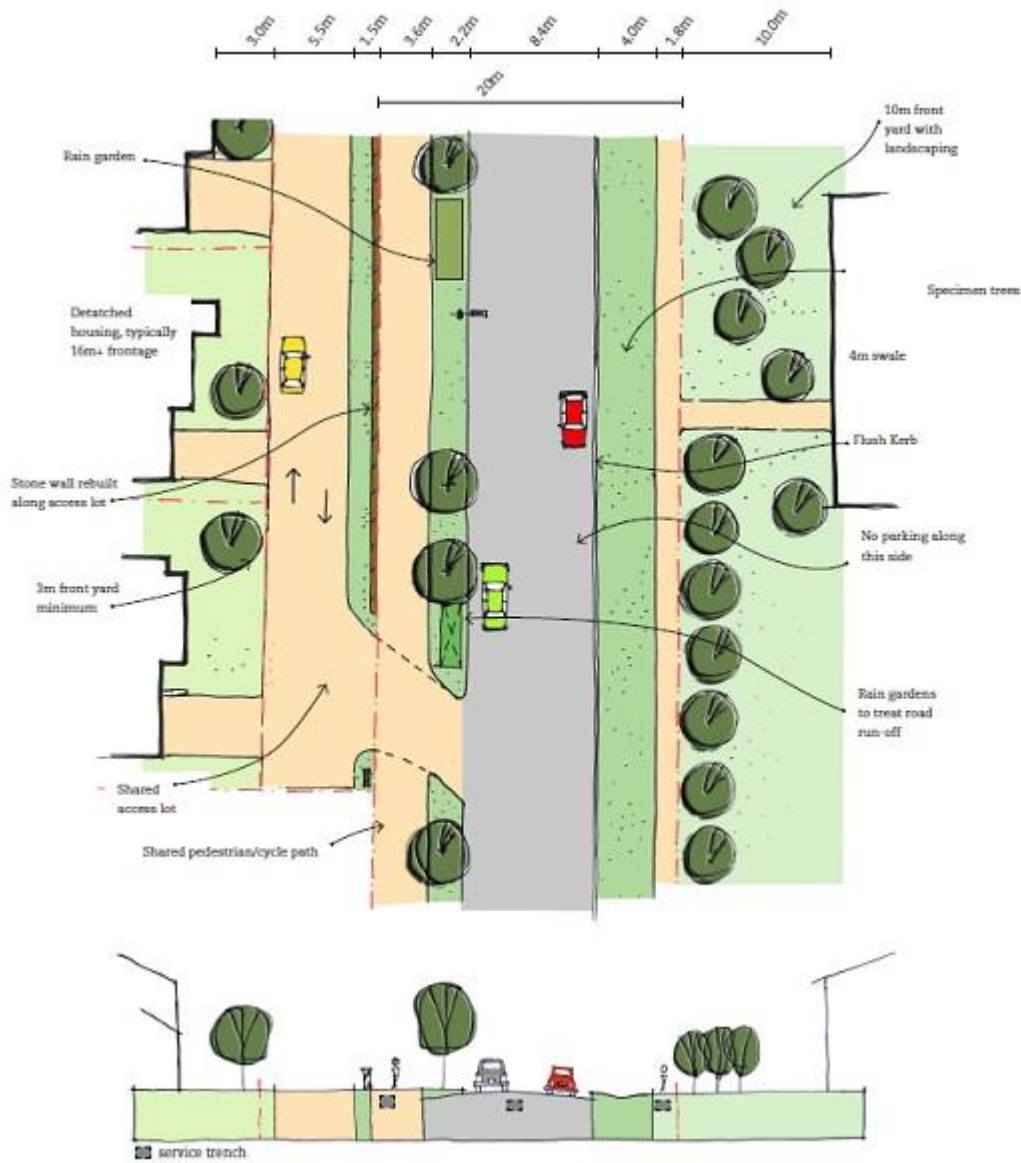 3.0m
5.5m
1.5m
3.6m
2.2m
8.4m
4.0m
1.8m
10.0m
20m
10m front
yard with
landscaping
Rain garden
Specimen trees
Detatched
housing, typically
16m+ frontage
4m swale
Flush Kerb
Stone wall rebuilt
along access lot
No parking along
this side
3m front yard
minimum
Rain gardens
to treat road
run-off
Shared
access lot
Shared pedestrian/cycle path
service trench